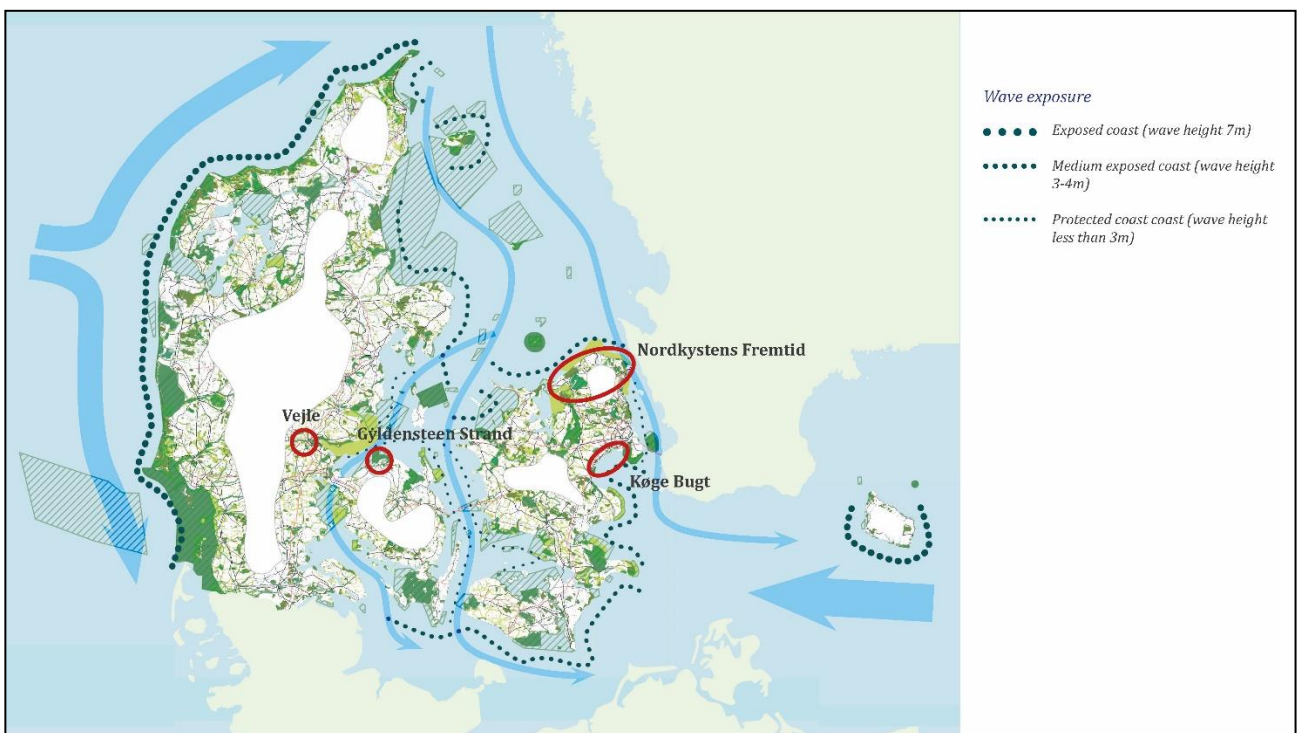 Wave exposure
Exposed coast (wave height 7m)
Medium exposed coast (wave height
3-4m)
Protected coast coast (wave height
less than 3m)
Nordkystens Fremtid
Vejle
Gyldensteen Strand
Køge Bugt